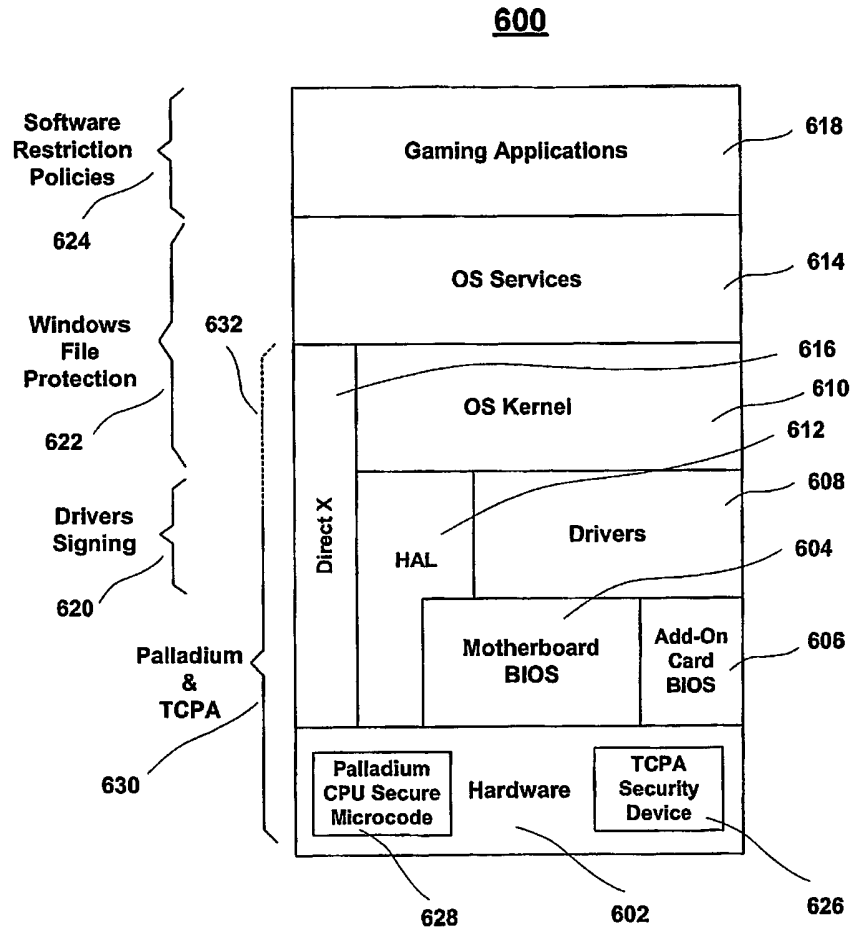 600
Software
Restriction
Policies
624
Gaming Applications
618
OS Services
614
Windows
File
Protection
622
632
616
OS Kernel
610
612
Drivers
Signing
620
Direct X
HAL
Drivers
608
604
Motherboard
BIOS
Add-On
Card
BIOS
606
Palladium
&
TCPA
630
Palladium
CPU Secure
Microcode
Hardware
TCPA
Security
Device
628
602
626